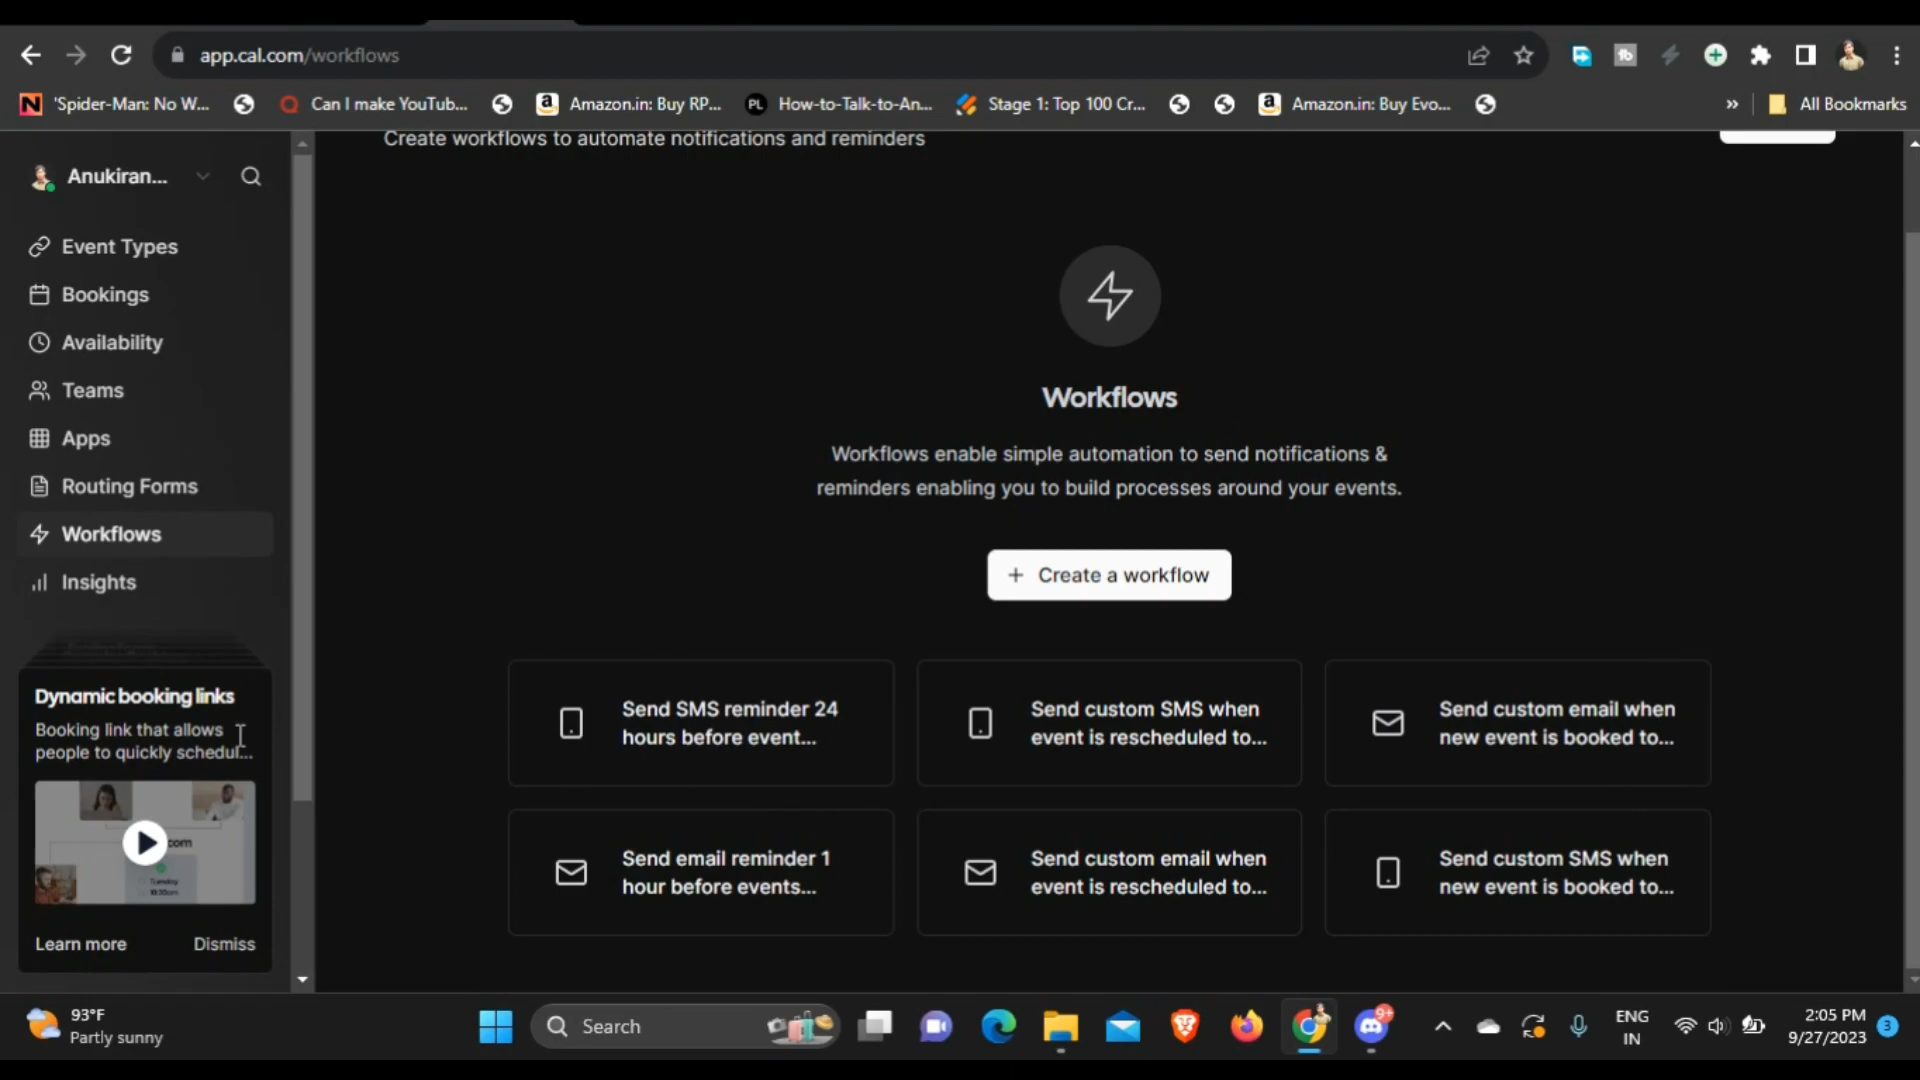 app.cal.com/workflows
'Spider-Man: No W...
Can I make YouTub...
Amazon.in: Buy RP...
PL
How-to-Talk-to-An...
Stage 1: Top 100 Cr...
Amazon.in: Buy Evo...
»
All Bookmarks
Create workflows to automate notifications and reminders
Anukiran...
Event Types
Bookings
Availability
Teams
Apps
Routing Forms
Workflows
Insights
Workflows
Workflows enable simple automation to send notifications &
reminders enabling you to build processes around your events.
+ Create a workflow
Send SMS reminder 24
hours before event...
Send custom SMS when
event is rescheduled to...
Send custom email when
new event is booked to...
Send email reminder 1
hour before events...
Send custom email when
event is rescheduled to...
Send custom SMS when
new event is booked to...
Dynamic booking links
Booking link that allows
people to quickly schedul...
com
Tuesday
10:30am
Learn more
Dismiss
93°F
Partly sunny
Search
9+
ENG
IN
2:05 PM
9/27/2023
3